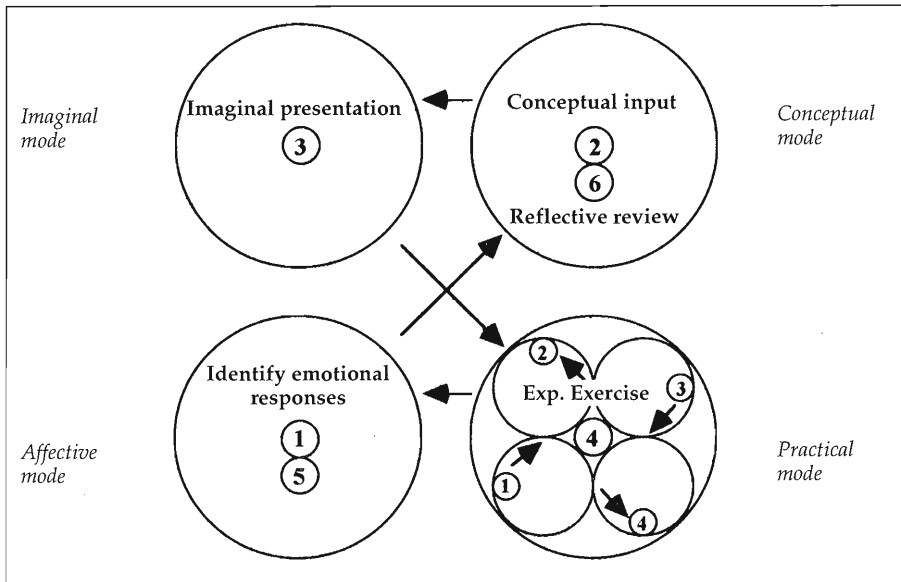 Imaginal
mode
Imaginal presentation
3
Conceptual input
2
6
Reflective review
Conceptual
mode
Affective
mode
Identify emotional
responses
1
5
2
Exp. Exercise
3
4
1
4
Practical
mode